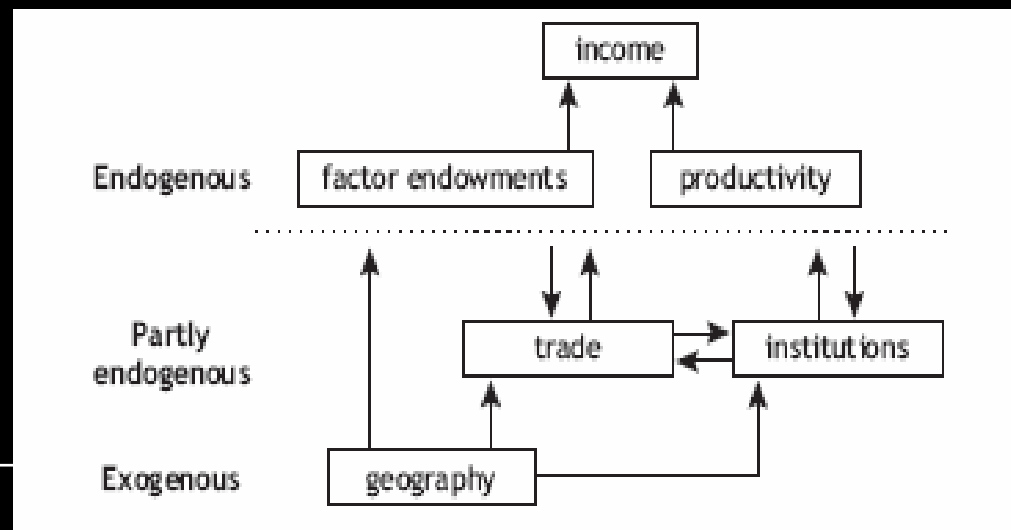 income
Endogenous
factor endowments
productivity
Partly
endogenous
trade
institutions
Exogenous
geography